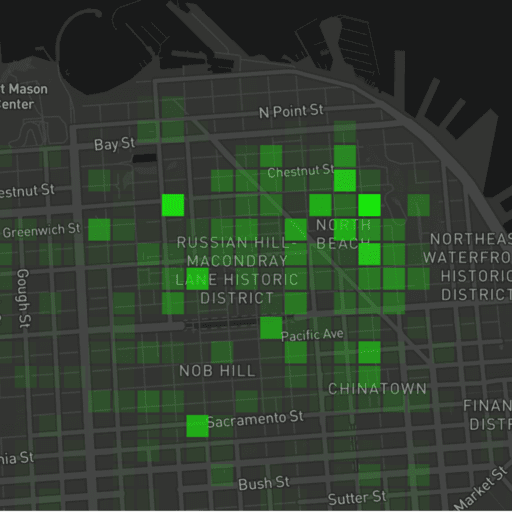 t Mason
Center
N Point St
Bay St
Chestnut St
estnut St
Greenwich St
NORTH
BEACH
RUSSIAN HILL-
MACONDRAY
LANE HISTORIC
DISTRICT
NORTHEAS
WATERFRO
HISTORIC
DISTRICT
Gough St
Pacific Ave
NOB HILL
CHINATOWN
FINAN
DISTR
Sacramento St
nia St
Bush St
Sutter St
Market St